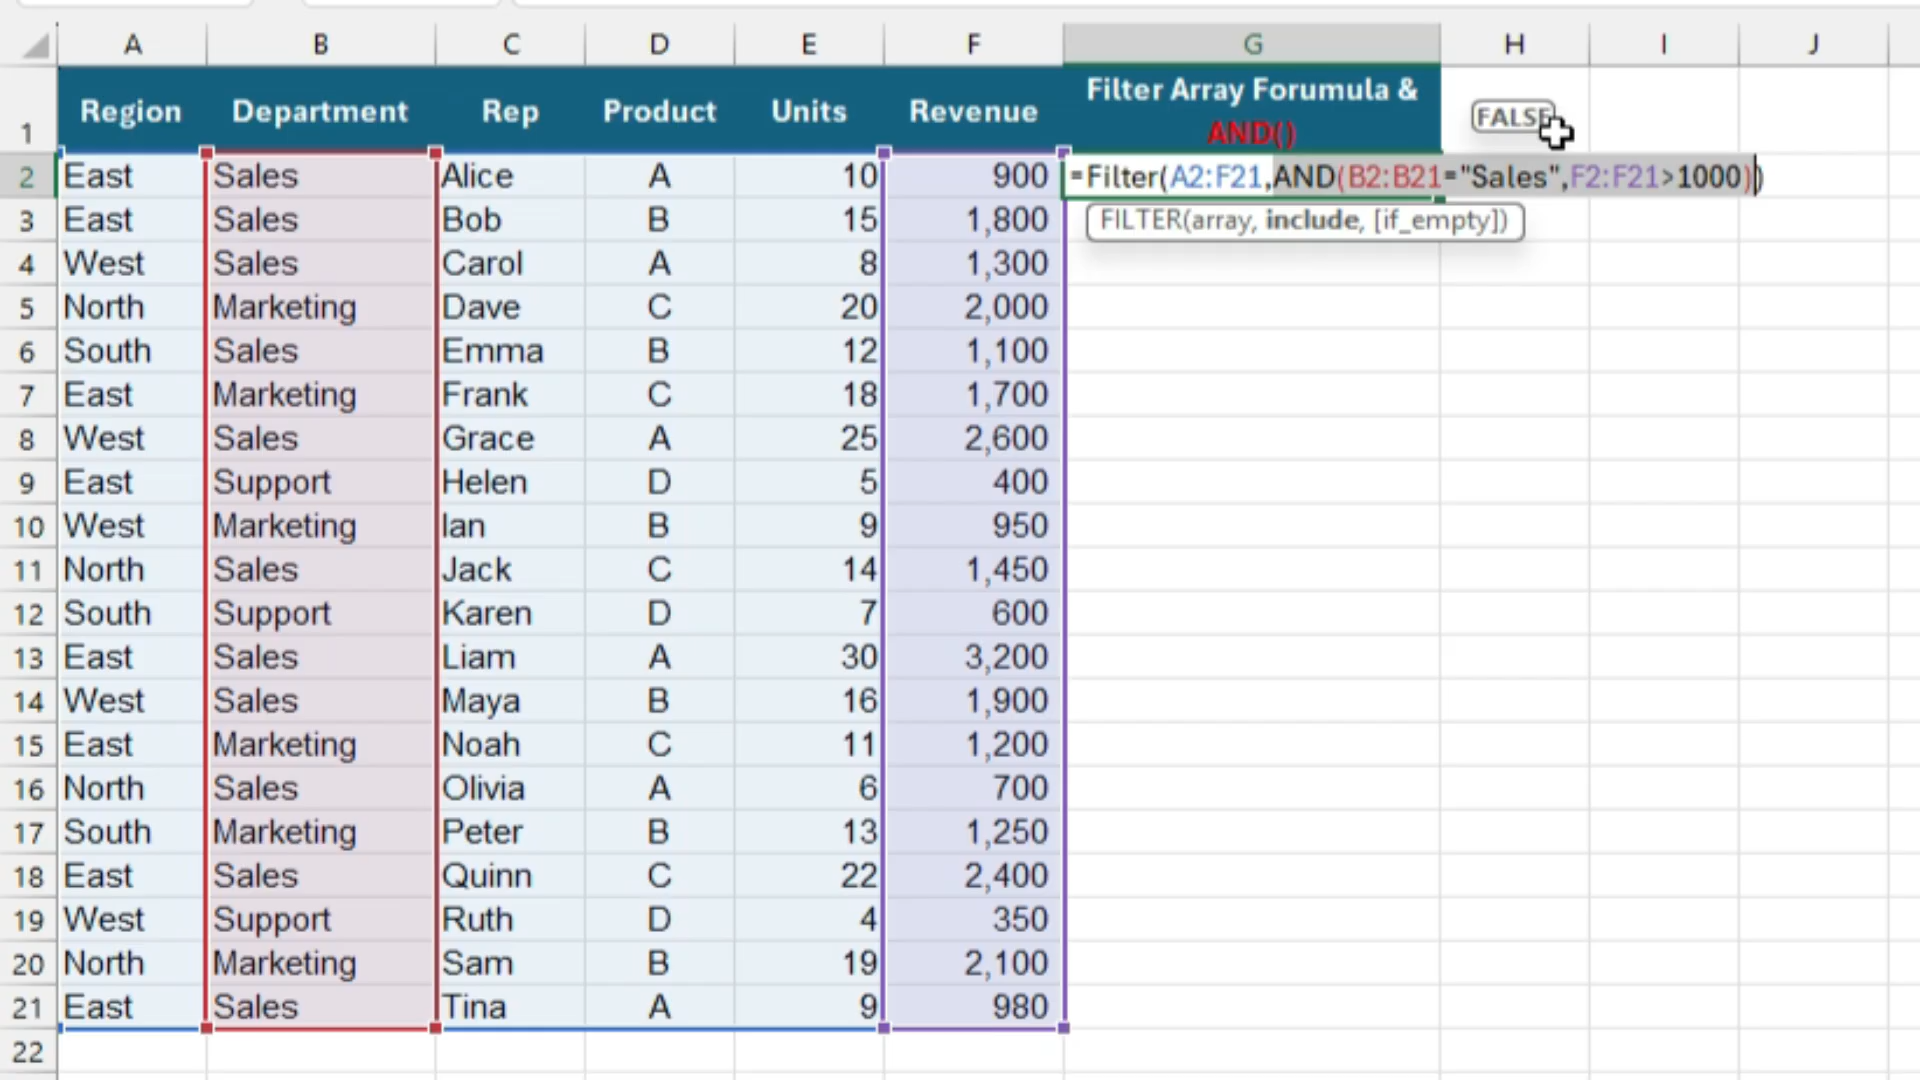 A B C D E F G H I J
1 Region Department Rep Product Units Revenue Filter Array Forumula &
AND() FALSE
2 East Sales Alice A 10 900 =Filter(A2:F21,AND(B2:B21="Sales",F2:F21>1000))
FILTER(array, include, [if_empty])
3 East Sales Bob B 15 1,800
4 West Sales Carol A 8 1,300
5 North Marketing Dave C 20 2,000
6 South Sales Emma B 12 1,100
7 East Marketing Frank C 18 1,700
8 West Sales Grace A 25 2,600
9 East Support Helen D 5 400
10 West Marketing Ian B 9 950
11 North Sales Jack C 14 1,450
12 South Support Karen D 7 600
13 East Sales Liam A 30 3,200
14 West Sales Maya B 16 1,900
15 East Marketing Noah C 11 1,200
16 North Sales Olivia A 6 700
17 South Marketing Peter B 13 1,250
18 East Sales Quinn C 22 2,400
19 West Support Ruth D 4 350
20 North Marketing Sam B 19 2,100
21 East Sales Tina A 9 980
22